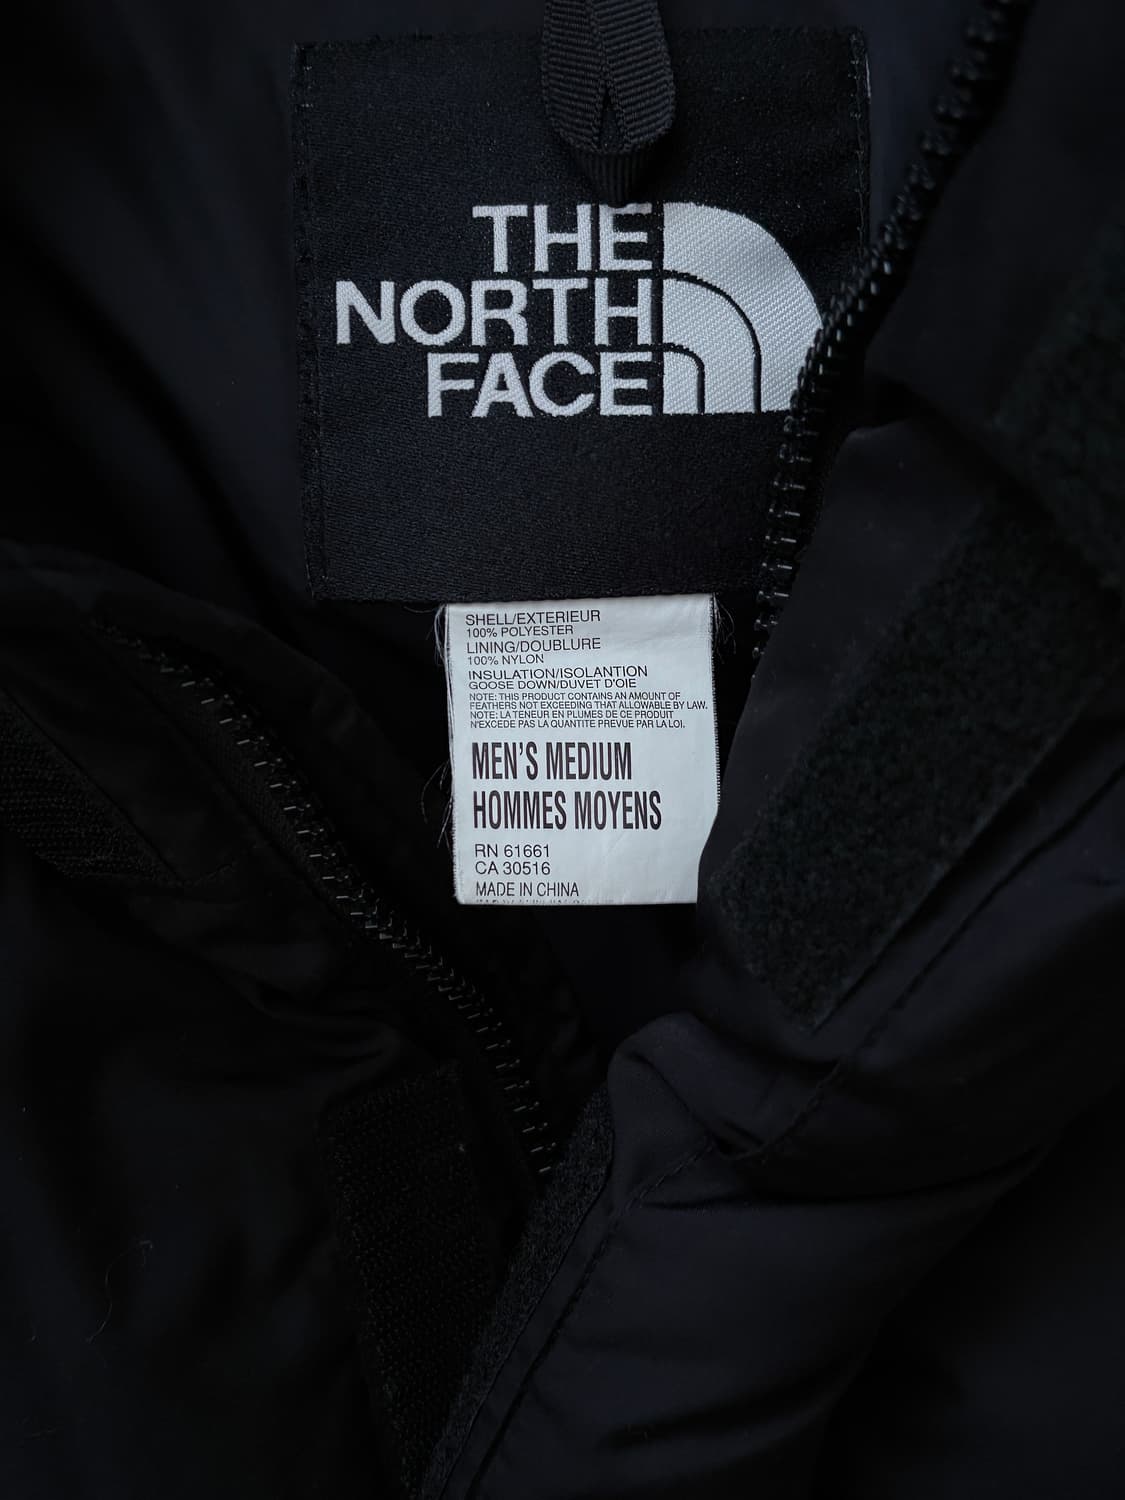 THE
NORTH
FACE
SHELL/EXTERIEUR
100% POLYESTER
LINING/DOUBLURE
100% NYLON
INSULATION/ISOLANTION
GOOSE DOWN/DUVET D'OIE
NOTE: THIS PRODUCT CONTAINS AN AMOUNT OF
FEATHERS NOT EXCEEDING THAT ALLOWABLE BY LAW.
NOTE: LA TENEUR EN PLUMES DE CE PRODUIT
N'EXCEDE PAS LA QUANTITE PREVUE PAR LA LOI.
MEN'S MEDIUM
HOMMES MOYENS
RN 61661
CA 30516
MADE IN CHINA